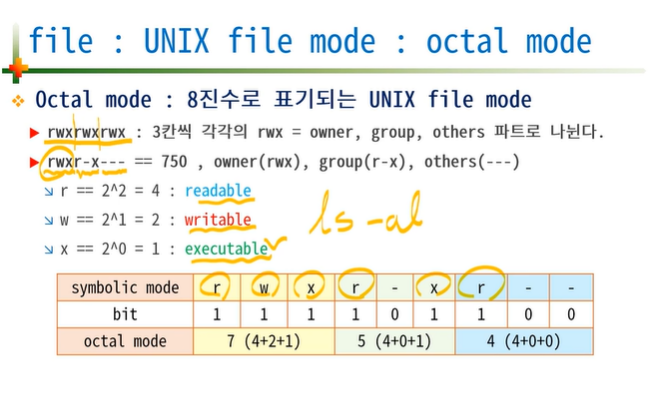 file : UNIX file mode : octal mode
Octal mode : 8진수로 표기되는 UNIX file mode
rwxrwxrwx : 3칸씩 각각의 rwx = owner, group, others 파트로 나뉜다.
rwxr-x--- == 750 , owner(rwx), group(r-x), others(---)
r == 2^2 = 4 : readable
w == 2^1 = 2 : writable
x == 2^0 = 1 : executable
ls -al
symbolic mode r w x r - x r - -
bit 1 1 1 1 0 1 1 0 0
octal mode 7 (4+2+1) 5 (4+0+1) 4 (4+0+0)